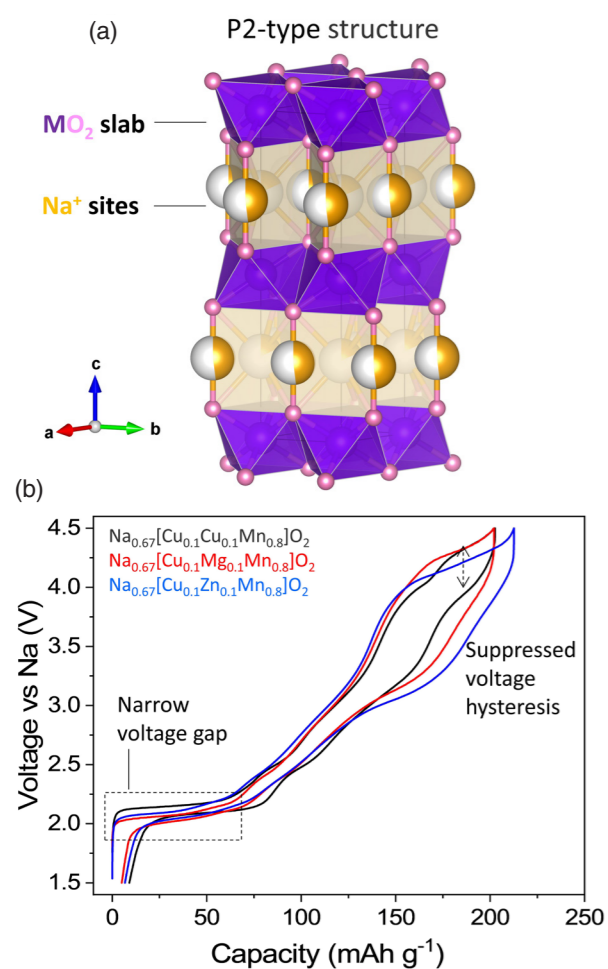 (a)
P2-type structure
MO₂ slab
Na⁺ sites
c
a
b
(b)
Na₀.₆₇[Cu₀.₁Cu₀.₁Mn₀.₈]O₂
Na₀.₆₇[Cu₀.₁Mg₀.₁Mn₀.₈]O₂
Na₀.₆₇[Cu₀.₁Zn₀.₁Mn₀.₈]O₂
Narrow
voltage gap
Suppressed
voltage
hysteresis
Voltage vs Na (V)
4.5
4.0
3.5
3.0
2.5
2.0
1.5
0
50
100
150
200
250
Capacity (mAh g⁻¹)